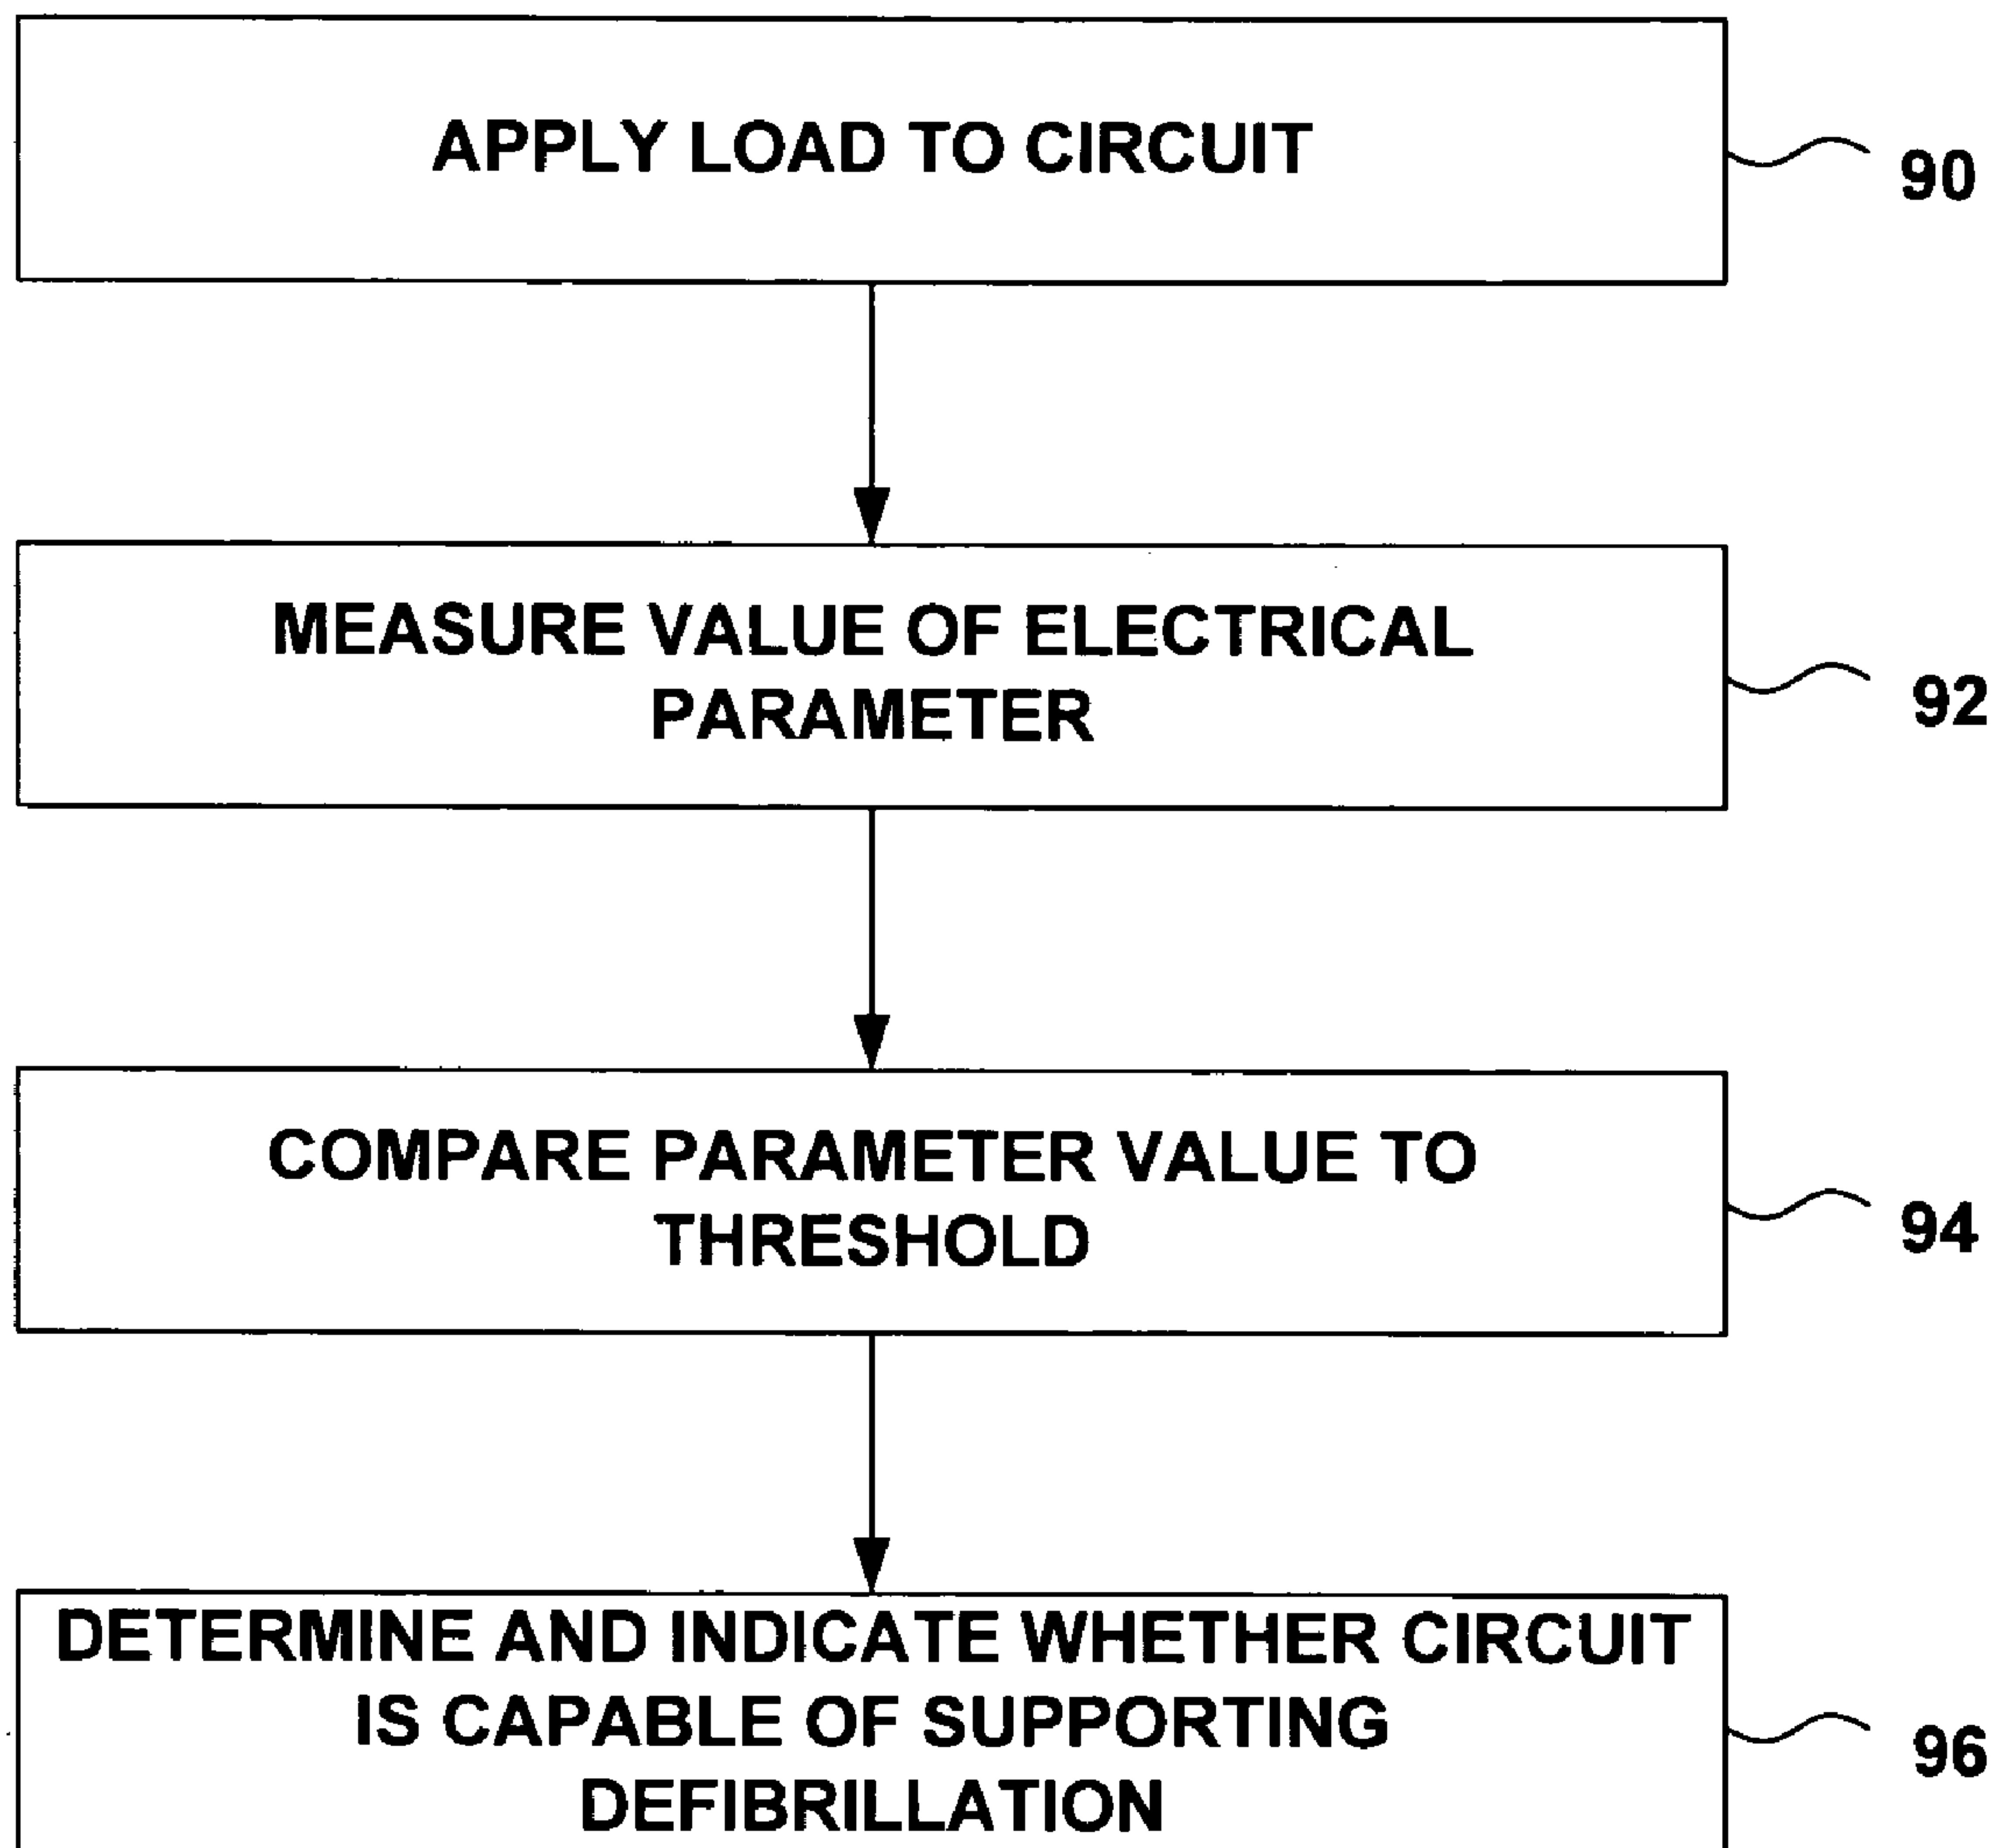 APPLY LOAD TO CIRCUIT
90
MEASURE VALUE OF ELECTRICAL
PARAMETER
92
COMPARE PARAMETER VALUE TO
THRESHOLD
94
DETERMINE AND INDICATE WHETHER CIRCUIT
IS CAPABLE OF SUPPORTING
DEFIBRILLATION
96